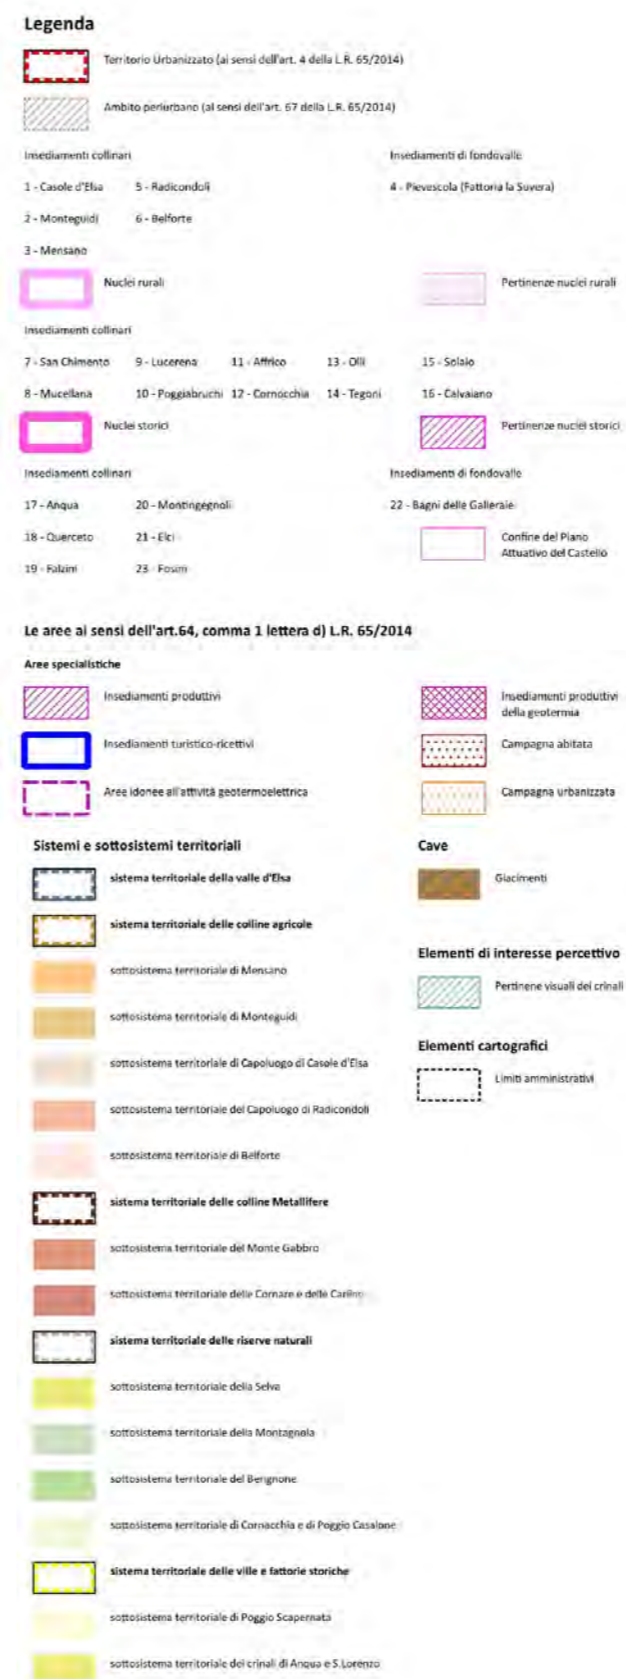 Legenda
Territorio Urbanizzato (ai sensi dell'art. 4 della L.R. 65/2014)
Ambito periurbano (ai sensi dell'art. 67 della L.R. 65/2014)
Insediamenti collinari Insediamenti di fondovalle
1 - Casole d'Elsa 5 - Radicondoli 4 - Pievescola (Fattoria la Suvera)
2 - Monteguidi 6 - Belforte
3 - Mensano
Nuclei rurali Pertinenze nuclei rurali
Insediamenti collinari
7 - San Chimento 9 - Lucerena 11 - Affrico 13 - Olli 15 - Solaio
8 - Mucellana 10 - Poggiabruchi 12 - Cornocchia 14 - Tegoni 16 - Calvaiano
Nuclei storici Pertinenze nuclei storici
Insediamenti collinari Insediamenti di fondovalle
17 - Anqua 20 - Montingegnoli 22 - Bagni delle Galleraie
18 - Querceto 21 - Elci Confine del Piano
Attuativo del Castello
19 - Falzini 23 - Fosini
Le aree ai sensi dell'art.64, comma 1 lettera d) L.R. 65/2014
Aree specialistiche
Insediamenti produttivi Insediamenti produttivi
della geotermia
Insediamenti turistico-ricettivi Campagna abitata
Aree idonee all'attività geotermoelettrica Campagna urbanizzata
Sistemi e sottosistemi territoriali Cave
sistema territoriale della valle d'Elsa Giacimenti
sistema territoriale delle colline agricole
Elementi di interesse percettivo
sottosistema territoriale di Mensano Pertinene visuali dei crinali
sottosistema territoriale di Monteguidi
Elementi cartografici
sottosistema territoriale di Capoluogo di Casole d'Elsa Limiti amministrativi
sottosistema territoriale del Capoluogo di Radicondoli
sottosistema territoriale di Belforte
sistema territoriale delle colline Metallifere
sottosistema territoriale del Monte Gabbro
sottosistema territoriale delle Cornare e delle Carline
sistema territoriale delle riserve naturali
sottosistema territoriale della Selva
sottosistema territoriale della Montagnola
sottosistema territoriale del Berignone
sottosistema territoriale di Cornacchia e di Poggio Casalone
sistema territoriale delle ville e fattorie storiche
sottosistema territoriale di Poggio Scapernata
sottosistema territoriale dei crinali di Anqua e S.Lorenzo